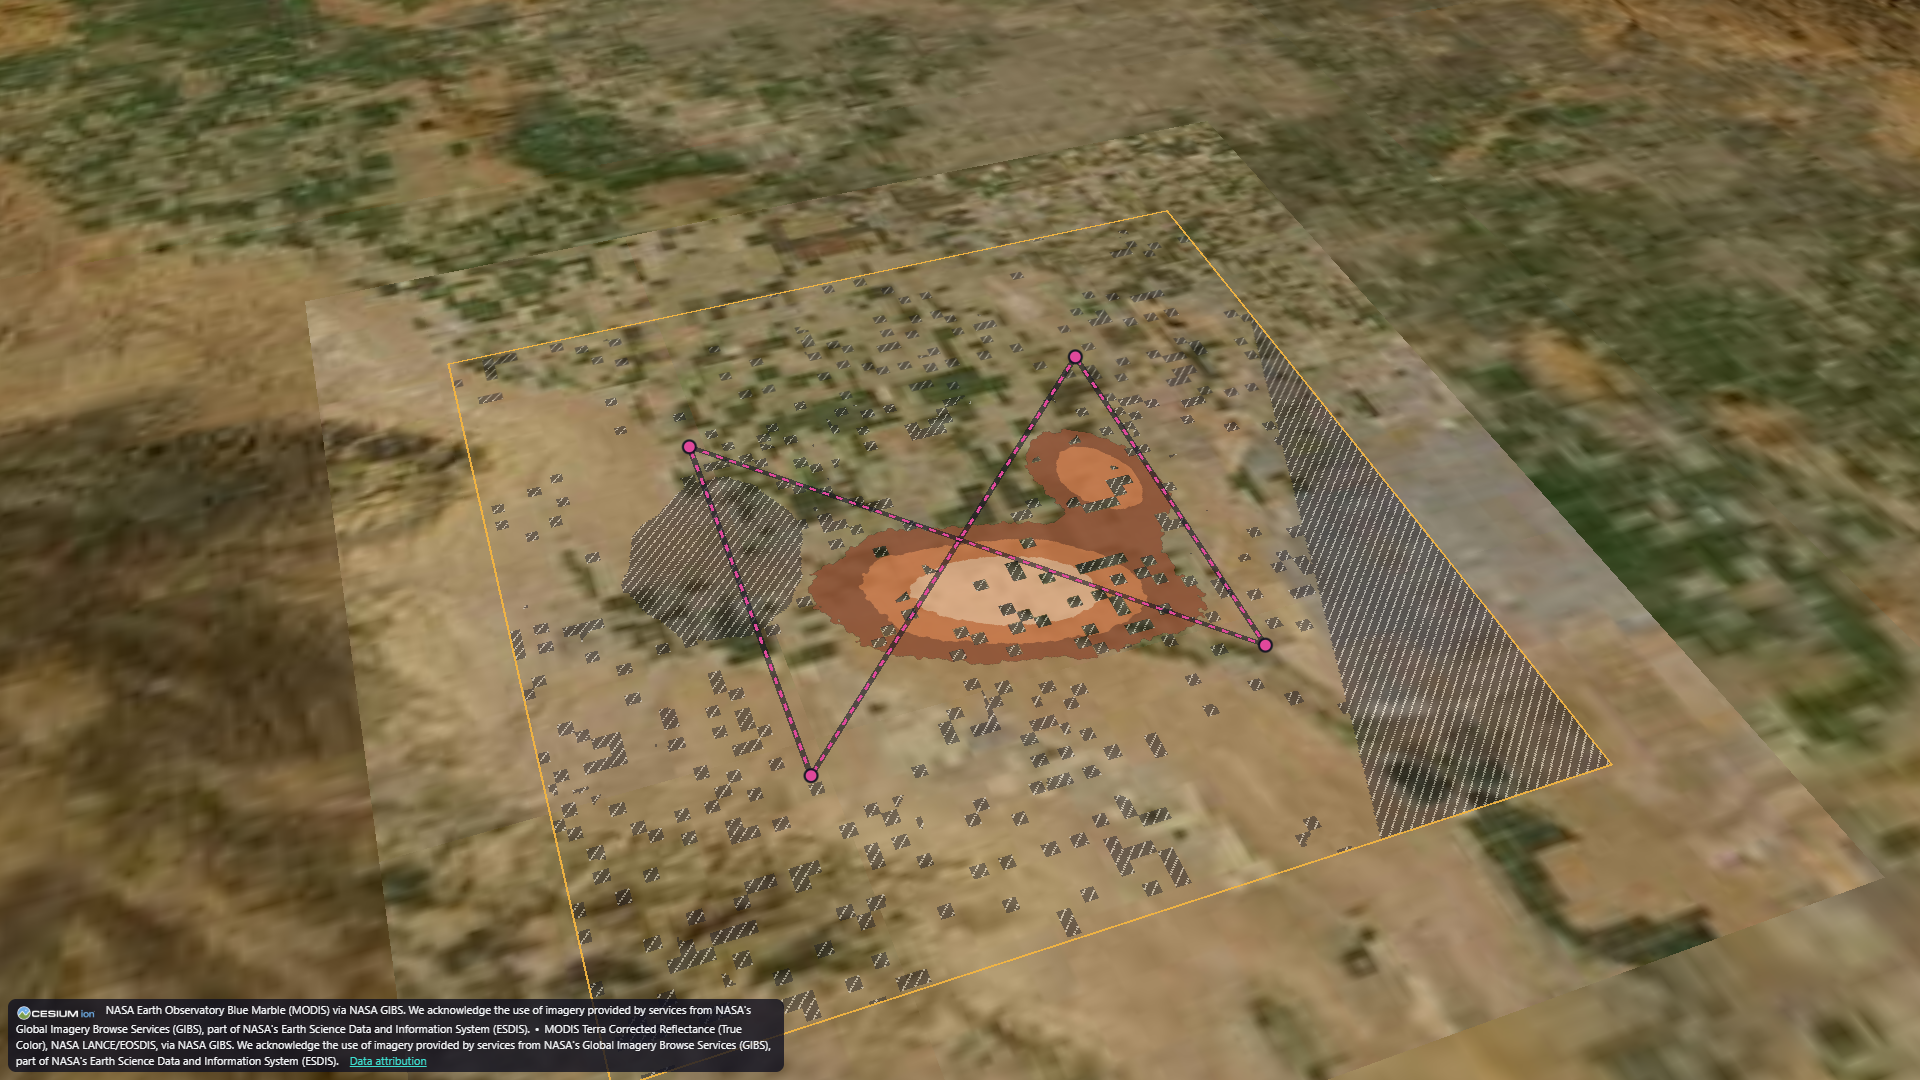 CESIUM ion NASA Earth Observatory Blue Marble (MODIS) via NASA GIBS. We acknowledge the use of imagery provided by services from NASA's
Global Imagery Browse Services (GIBS), part of NASA's Earth Science Data and Information System (ESDIS). • MODIS Terra Corrected Reflectance (True
Color), NASA LANCE/EOSDIS, via NASA GIBS. We acknowledge the use of imagery provided by services from NASA's Global Imagery Browse Services (GIBS),
part of NASA's Earth Science Data and Information System (ESDIS). Data attribution